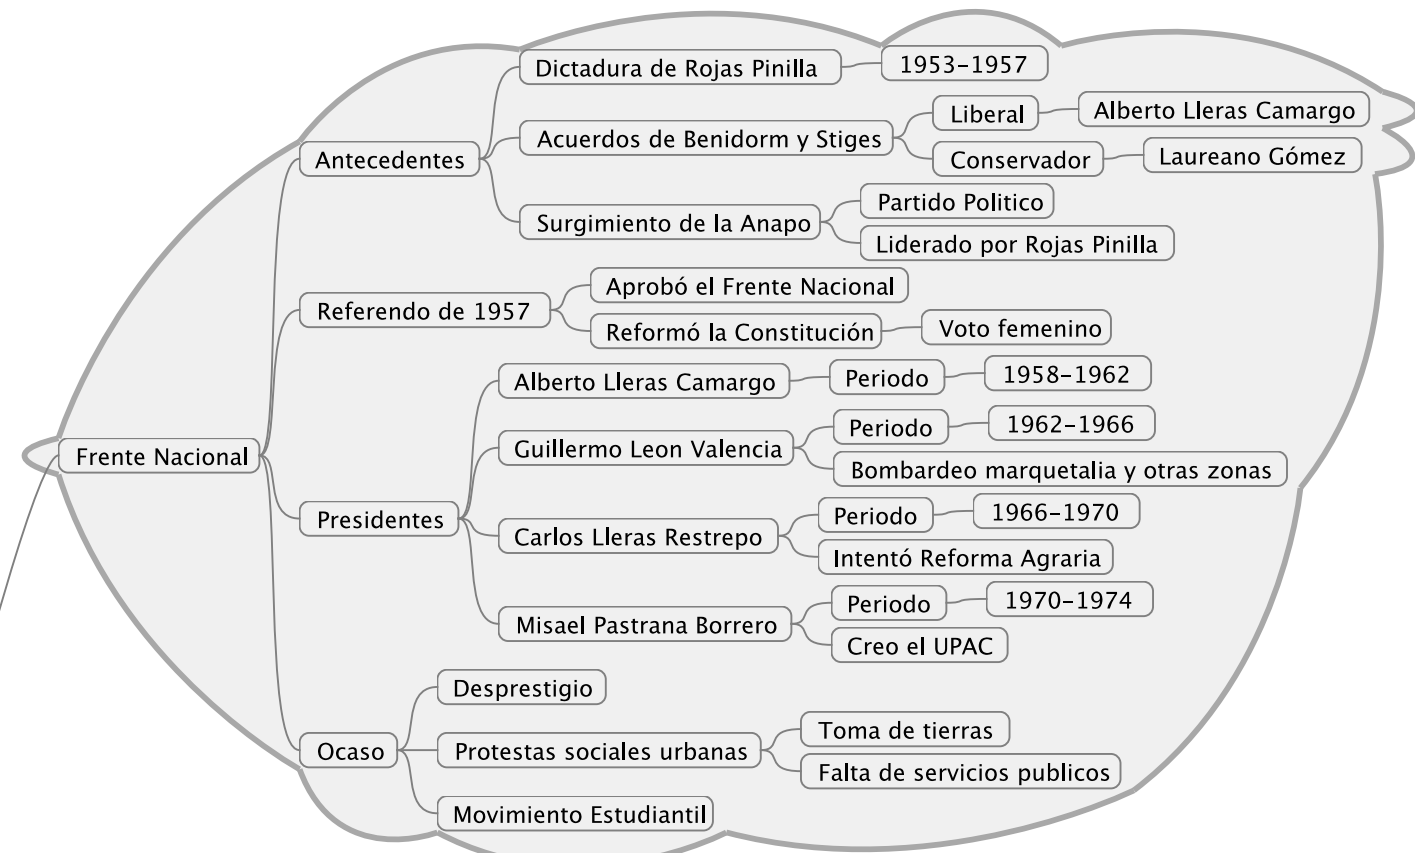 Frente Nacional
Antecedentes
Dictadura de Rojas Pinilla
1953-1957
Acuerdos de Benidorm y Stiges
Liberal
Alberto Lleras Camargo
Conservador
Laureano Gómez
Surgimiento de la Anapo
Partido Politico
Liderado por Rojas Pinilla
Referendo de 1957
Aprobó el Frente Nacional
Reformó la Constitución
Voto femenino
Presidentes
Alberto Lleras Camargo
Periodo
1958-1962
Guillermo Leon Valencia
Periodo
1962-1966
Bombardeo marquetalia y otras zonas
Carlos Lleras Restrepo
Periodo
1966-1970
Intentó Reforma Agraria
Misael Pastrana Borrero
Periodo
1970-1974
Creo el UPAC
Ocaso
Desprestigio
Protestas sociales urbanas
Toma de tierras
Falta de servicios publicos
Movimiento Estudiantil